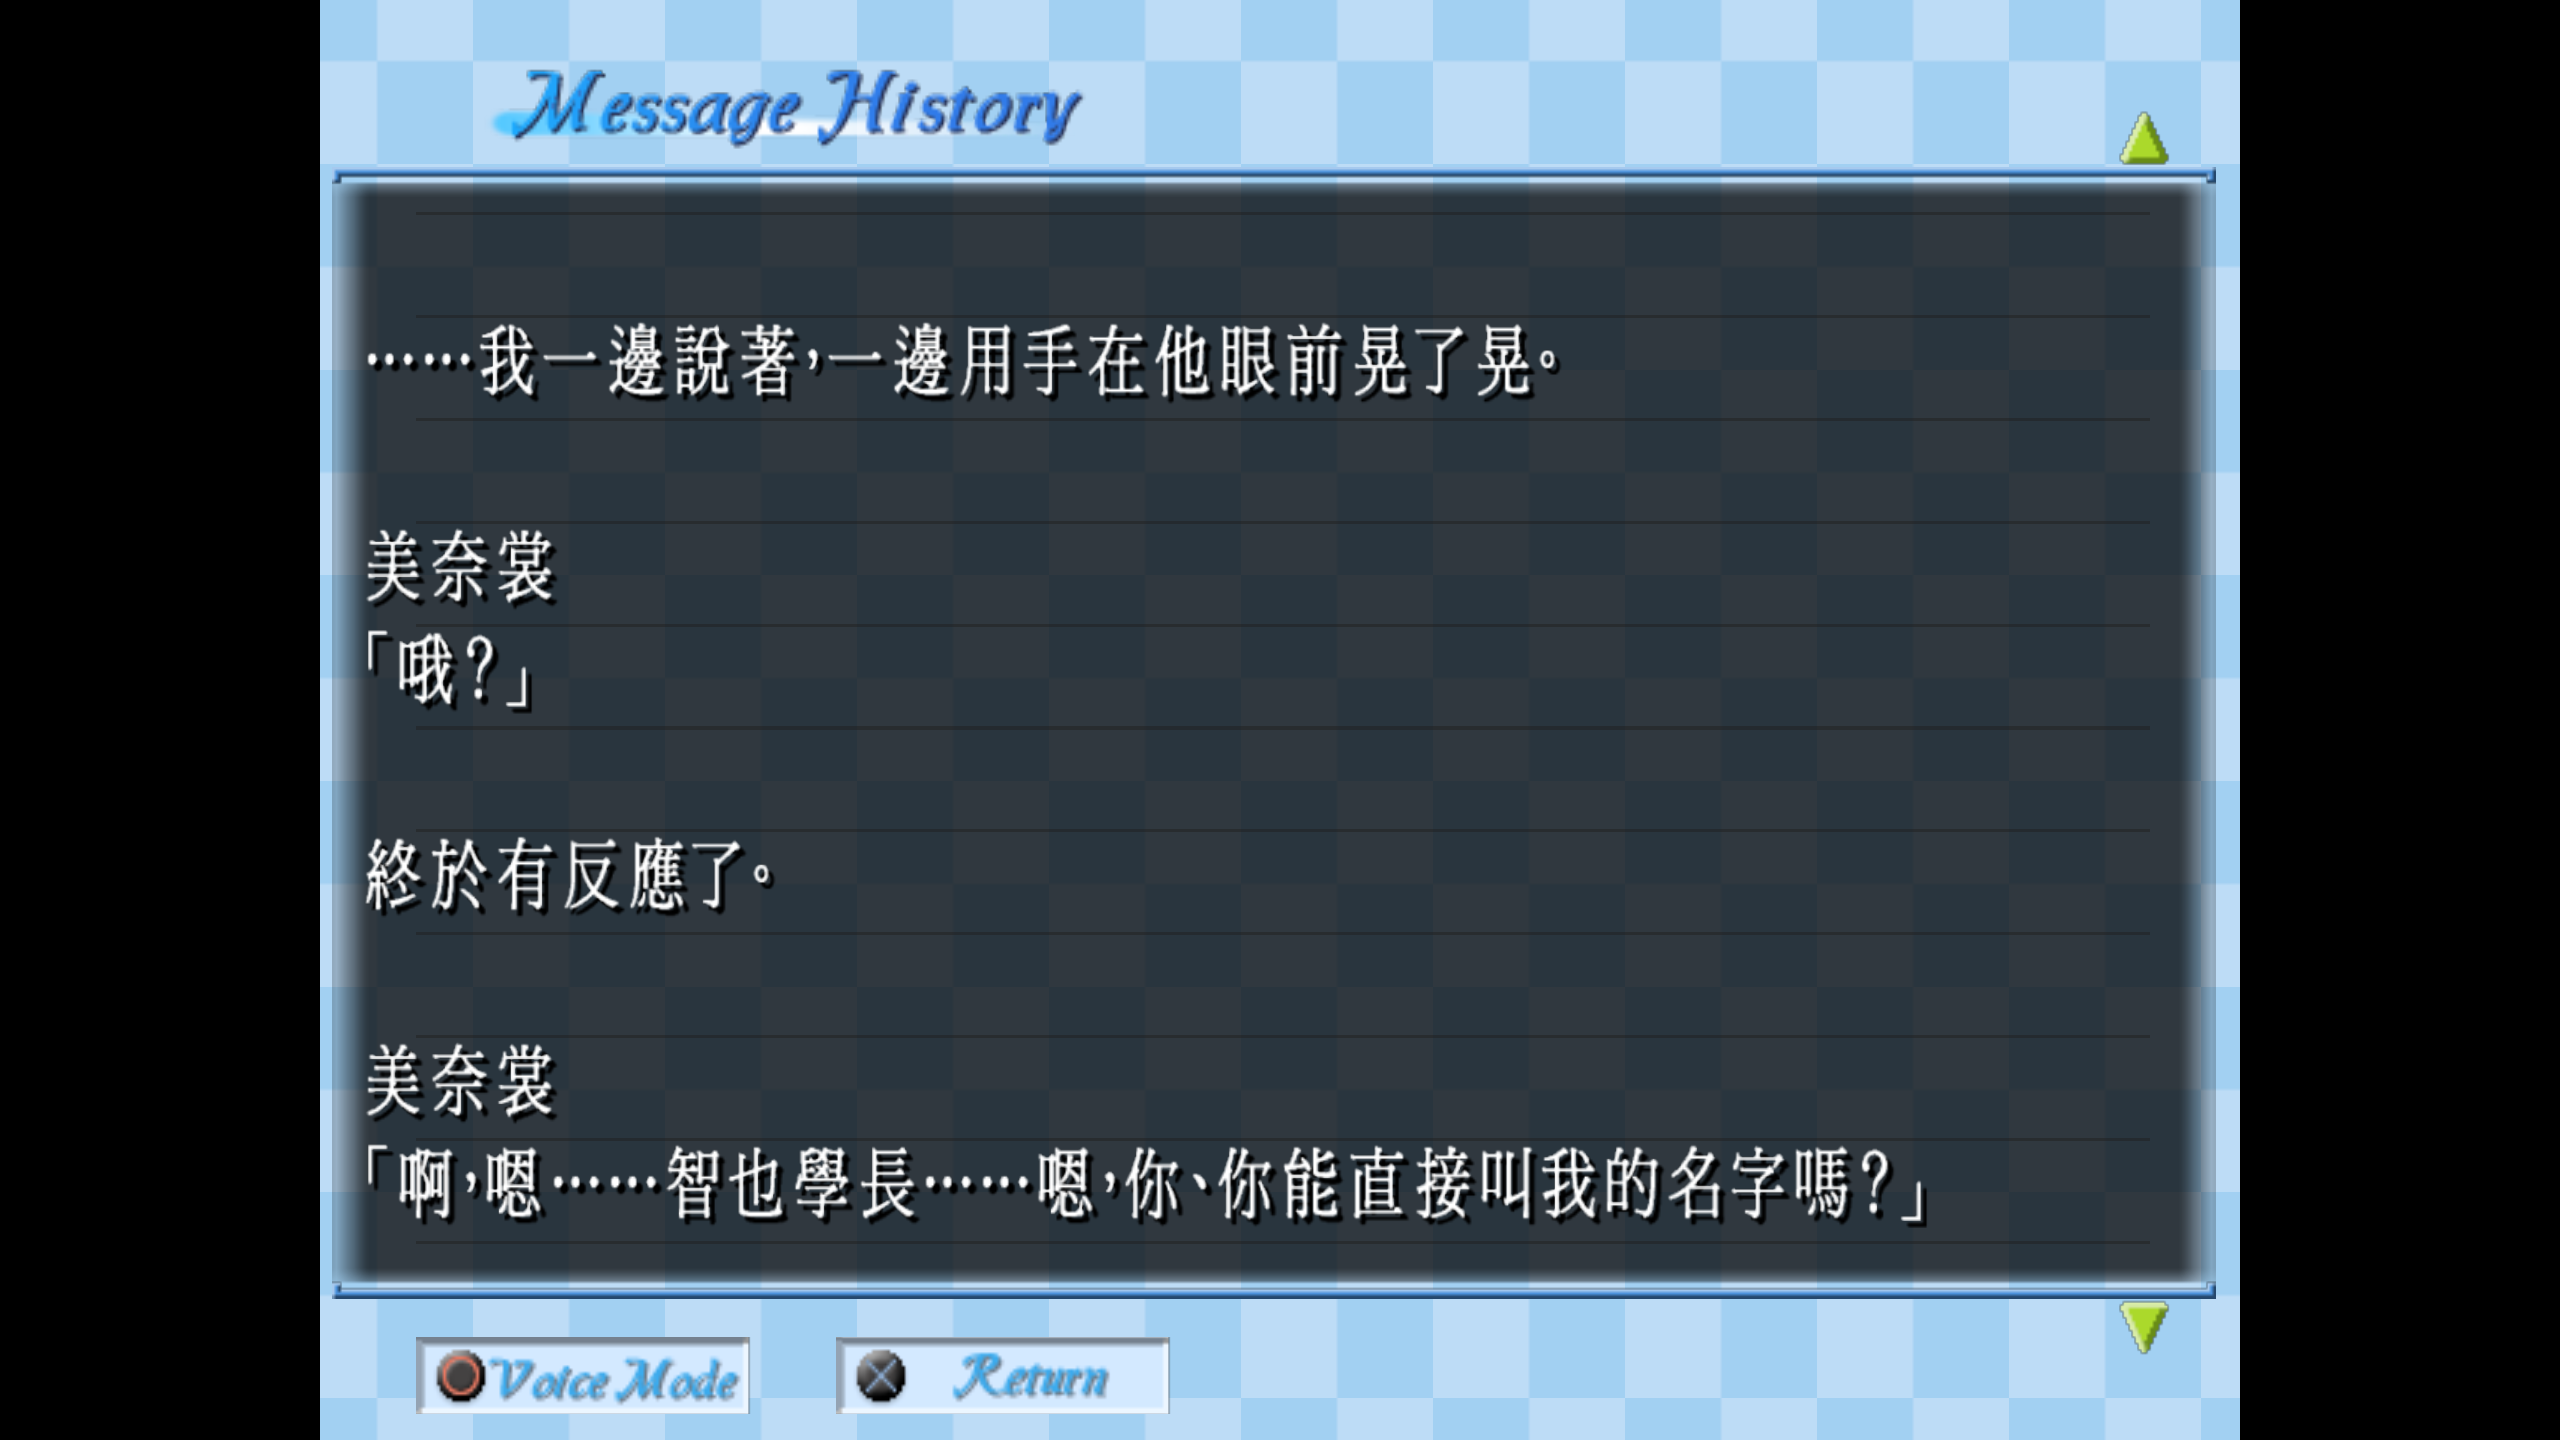 Message History
……我一邊說著，一邊用手在他眼前晃了晃。
美奈裳
「哦？」
終於有反應了。
美奈裳
「啊，嗯……智也學長……嗯，你、你能直接叫我的名字嗎？」
Voice Mode
Return